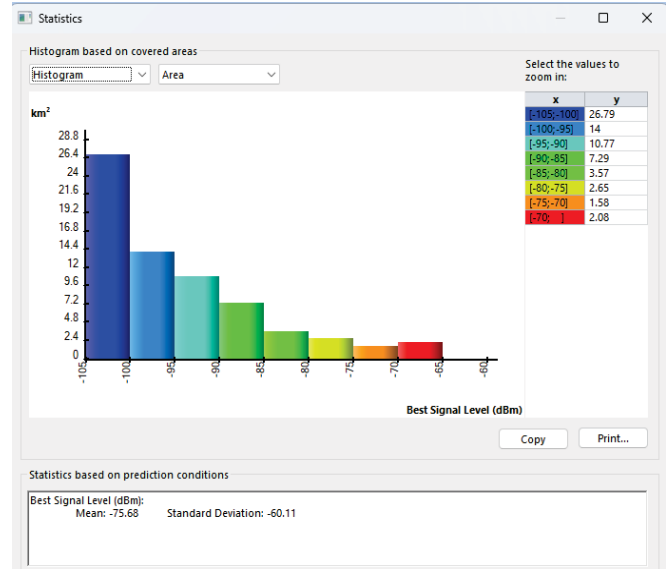 Statistics
Histogram based on covered areas
Histogram Area
Select the values to
zoom in:
km²
28.8
26.4
24
21.6
19.2
16.8
14.4
12
9.6
7.2
4.8
2.4
0
-105 -100 -95 -90 -85 -80 -75 -70 -65 -60
Best Signal Level (dBm)
x y
[-105;-100] 26.79
[-100;-95] 14
[-95;-90] 10.77
[-90;-85] 7.29
[-85;-80] 3.57
[-80;-75] 2.65
[-75;-70] 1.58
[-70; ] 2.08
Copy Print...
Statistics based on prediction conditions
Best Signal Level (dBm):
Mean: -75.68 Standard Deviation: -60.11